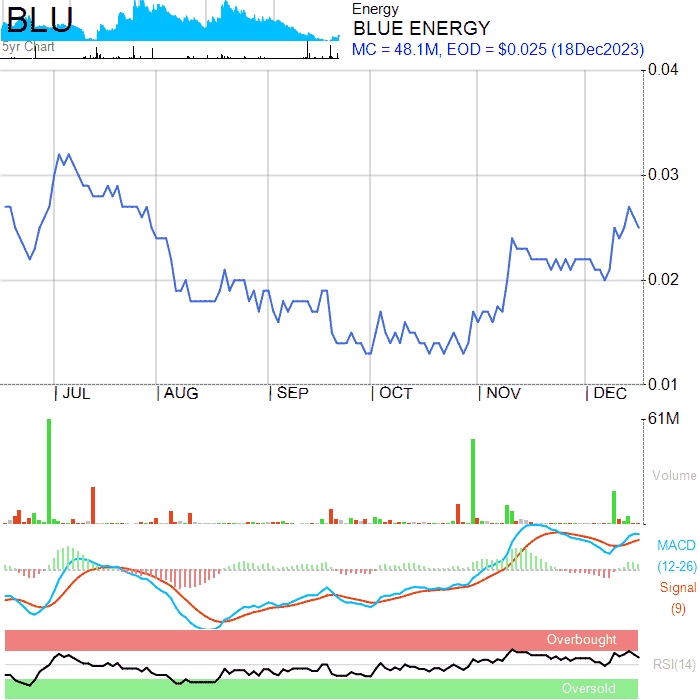 BLU
5yr Chart
Energy
BLUE ENERGY
MC = 48.1M, EOD = $0.025 (18Dec2023)
0.04
0.03
0.02
0.01
JUL AUG SEP OCT NOV DEC
61M
Volume
MACD
(12-26)
Signal
(9)
Overbought
RSI(14)
Oversold